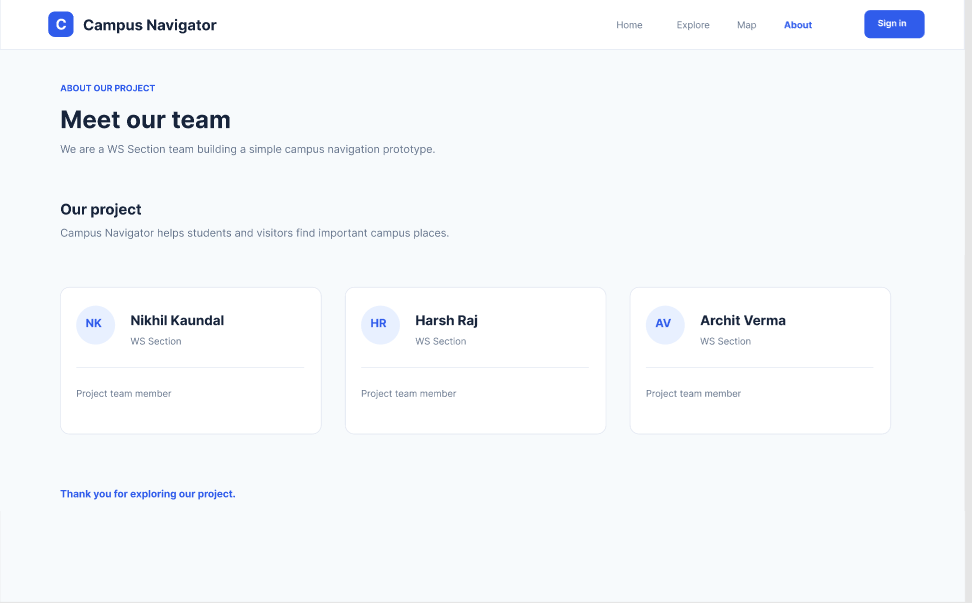 C Campus Navigator Home Explore Map About Sign in
ABOUT OUR PROJECT
Meet our team
We are a WS Section team building a simple campus navigation prototype.
Our project
Campus Navigator helps students and visitors find important campus places.
NK Nikhil Kaundal
WS Section
Project team member
HR Harsh Raj
WS Section
Project team member
AV Archit Verma
WS Section
Project team member
Thank you for exploring our project.